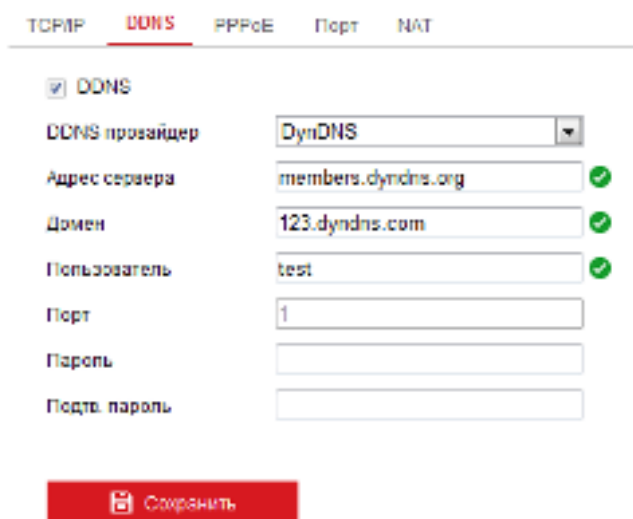 TCP/IP DDNS PPPoE Порт NAT
DDNS
DDNS провайдер DynDNS
Адрес сервера members.dyndns.org
Домен 123.dyndns.com
Пользователь test
Порт 1
Пароль
Подтв. пароль
Сохранить